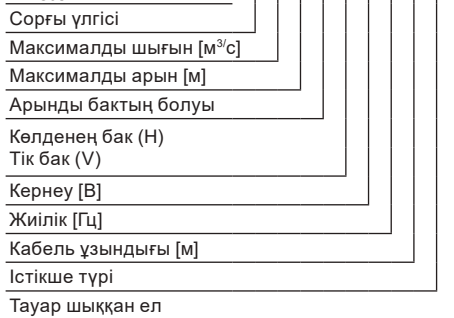 Сорғы үлгісі
Максималды шығын [м³/с]
Максималды арын [м]
Арынды бактың болуы
Көлденең бак (H)
Тік бак (V)
Кернеу [В]
Жиілік [Гц]
Кабель ұзындығы [м]
Істікше түрі
Тауар шыққан ел